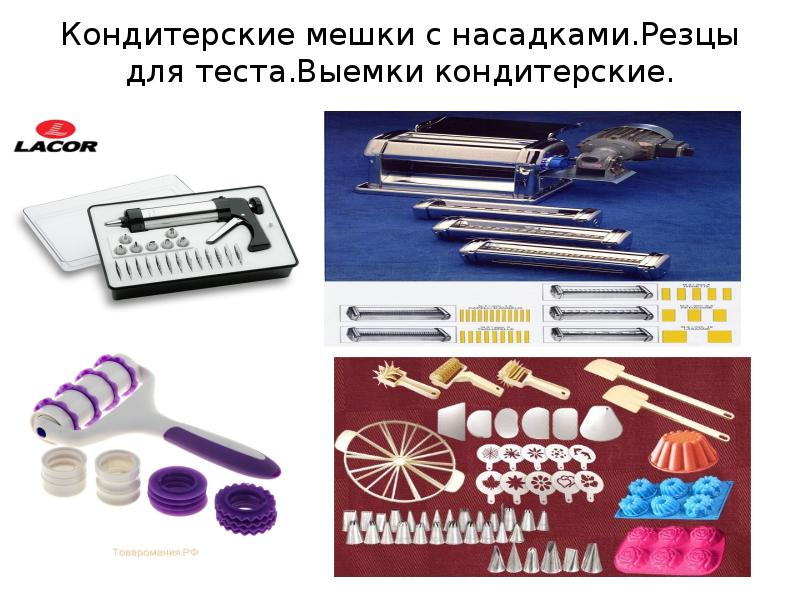 Кондитерские мешки с насадками.Резцы
для теста.Выемки кондитерские.
LACOR
Товаромания.РФ